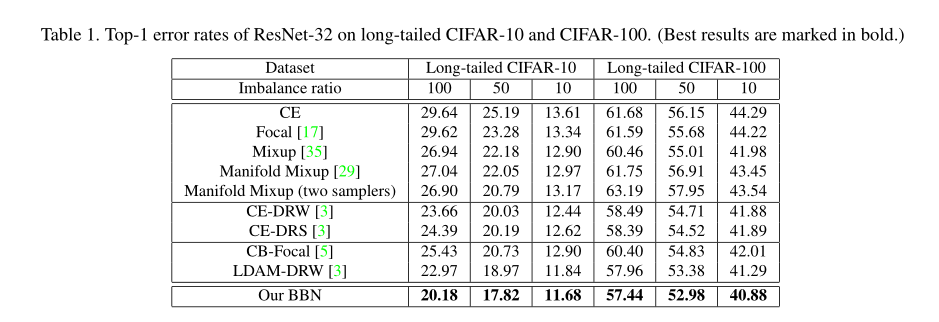 Table 1. Top-1 error rates of ResNet-32 on long-tailed CIFAR-10 and CIFAR-100. (Best results are marked in bold.)
Dataset Long-tailed CIFAR-10 Long-tailed CIFAR-100
Imbalance ratio 100 50 10 100 50 10
CE 29.64 25.19 13.61 61.68 56.15 44.29
Focal [17] 29.62 23.28 13.34 61.59 55.68 44.22
Mixup [35] 26.94 22.18 12.90 60.46 55.01 41.98
Manifold Mixup [29] 27.04 22.05 12.97 61.75 56.91 43.45
Manifold Mixup (two samplers) 26.90 20.79 13.17 63.19 57.95 43.54
CE-DRW [3] 23.66 20.03 12.44 58.49 54.71 41.88
CE-DRS [3] 24.39 20.19 12.62 58.39 54.52 41.89
CB-Focal [5] 25.43 20.73 12.90 60.40 54.83 42.01
LDAM-DRW [3] 22.97 18.97 11.84 57.96 53.38 41.29
Our BBN 20.18 17.82 11.68 57.44 52.98 40.88